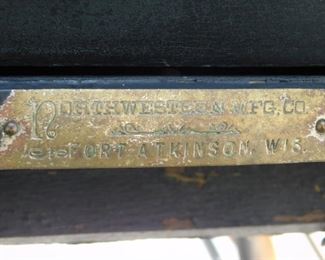 NORTHWESTERN MFG. CO.
FORT ATKINSON, WIS.